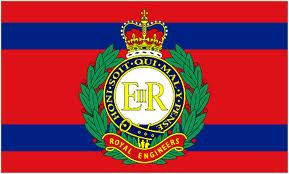 HONI · SOIT · QUI · MAL · Y · PENSE
EIIR
ROYAL ENGINEERS